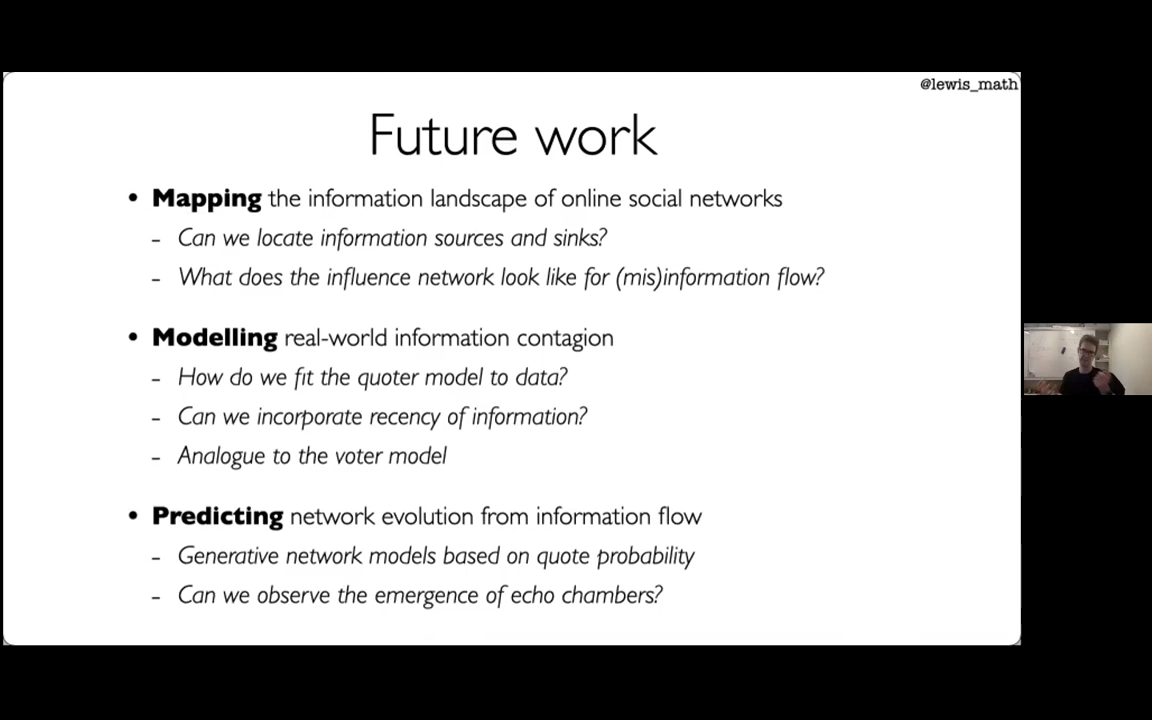 @lewis_math
Future work
• Mapping the information landscape of online social networks
- Can we locate information sources and sinks?
- What does the influence network look like for (mis)information flow?
• Modelling real-world information contagion
- How do we fit the quoter model to data?
- Can we incorporate recency of information?
- Analogue to the voter model
• Predicting network evolution from information flow
- Generative network models based on quote probability
- Can we observe the emergence of echo chambers?